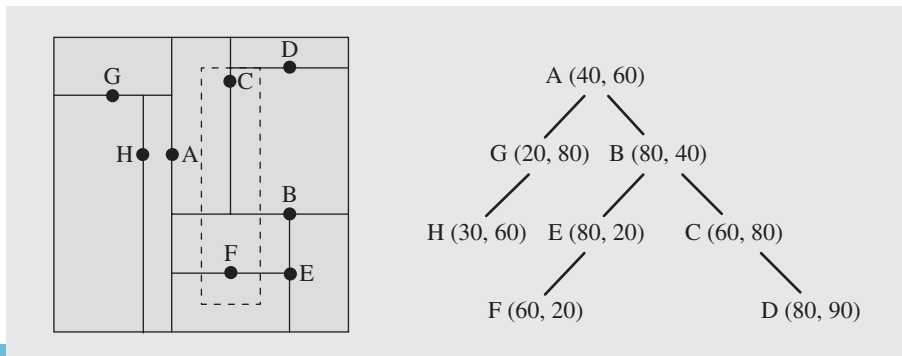 D
C
G
H
A
B
F
E
A (40, 60)
G (20, 80) B (80, 40)
H (30, 60) E (80, 20) C (60, 80)
F (60, 20) D (80, 90)